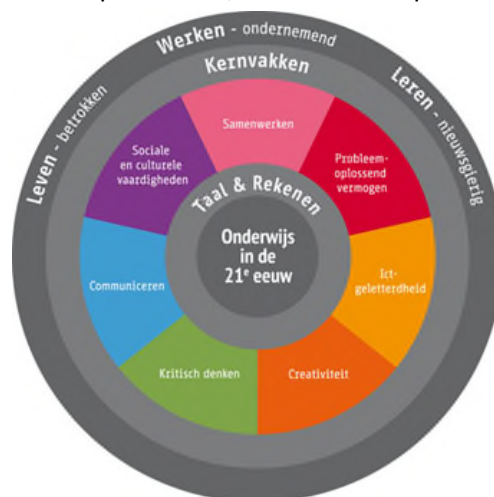 Werken - ondernemend
Kernvakken
Leven - betrokken
Leren - nieuwsgierig
Samenwerken
Sociale
en culturele
vaardigheden
Probleem-
oplossend
vermogen
Taal & Rekenen
Onderwijs
in de
21e eeuw
Communiceren
Ict-
geletterdheid
Kritisch denken
Creativiteit